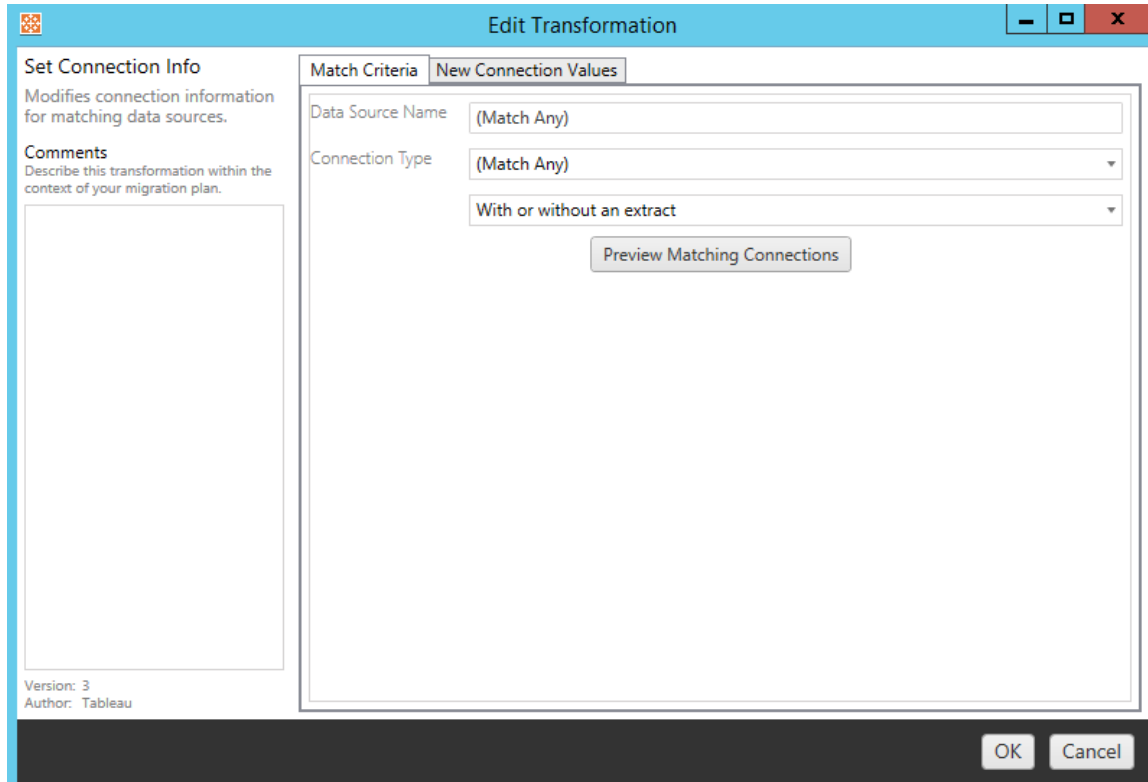 Edit Transformation
Set Connection Info
Modifies connection information
for matching data sources.
Comments
Describe this transformation within the
context of your migration plan.
Version: 3
Author: Tableau
Match Criteria
New Connection Values
Data Source Name
(Match Any)
Connection Type
(Match Any)
With or without an extract
Preview Matching Connections
OK
Cancel